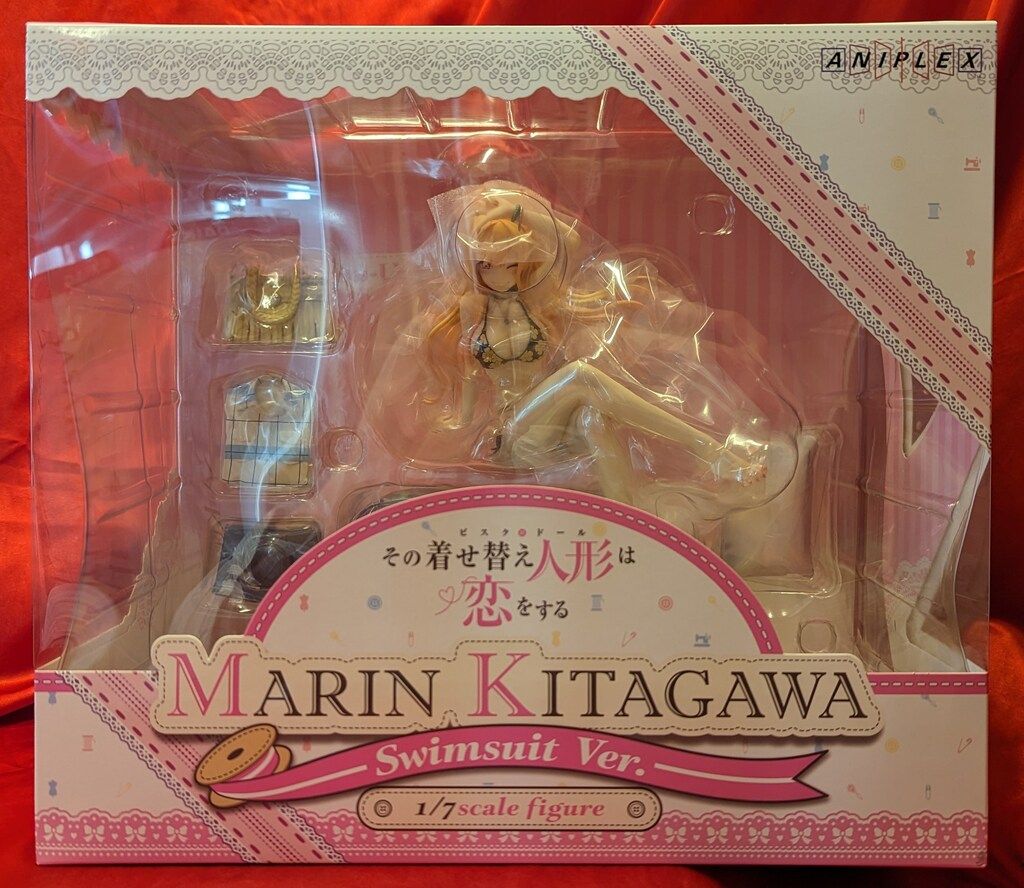 ANIPLEX
ビスク・ドール
その着せ替え人形は
恋をする
MARIN KITAGAWA
Swimsuit Ver.
1/7 scale figure